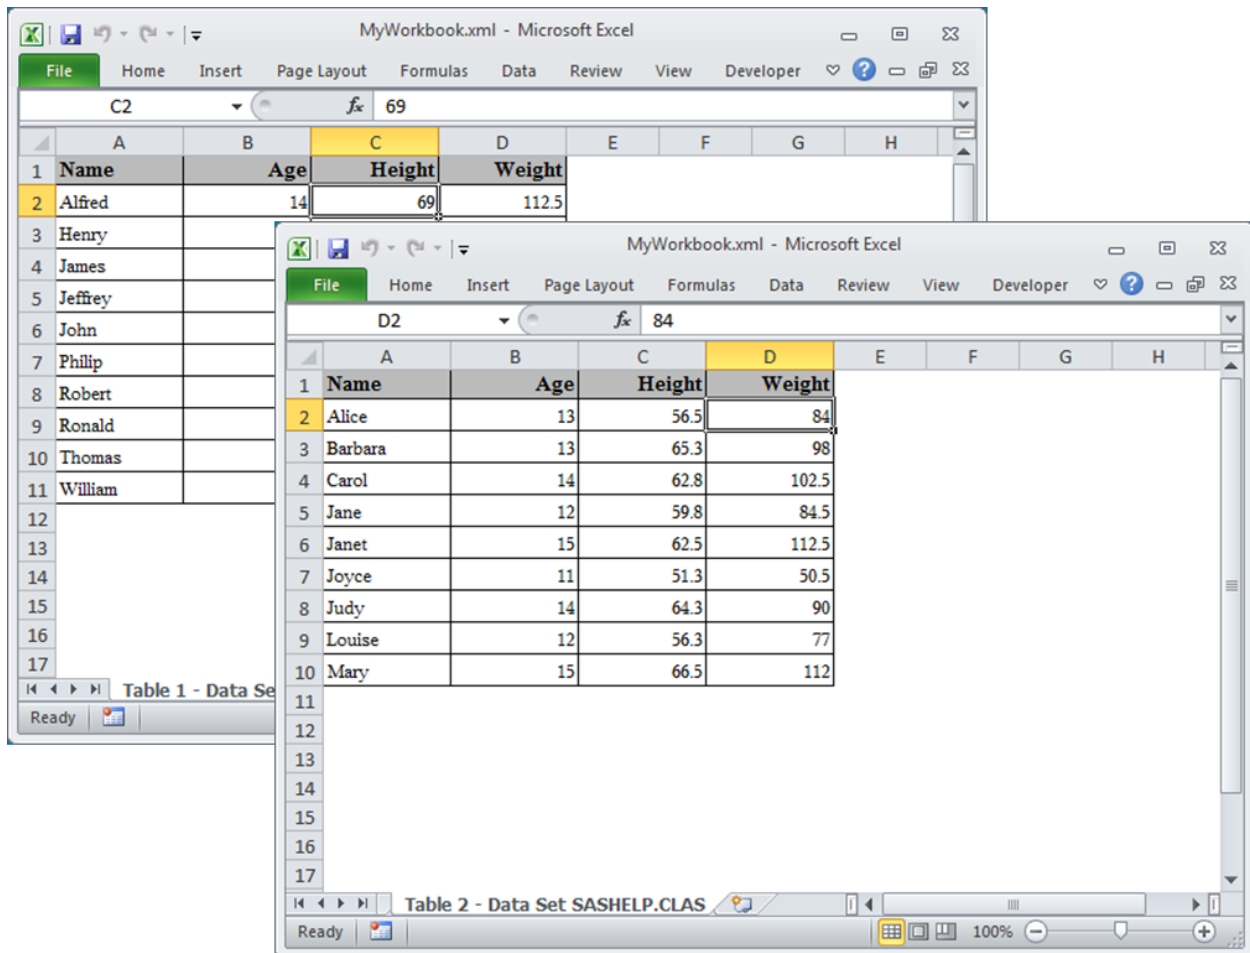 MyWorkbook.xml - Microsoft Excel
File Home Insert Page Layout Formulas Data Review View Developer
C2 fx 69
A B C D E F G H
1 Name Age Height Weight
2 Alfred 14 69 112.5
3 Henry
4 James
5 Jeffrey
6 John
7 Philip
8 Robert
9 Ronald
10 Thomas
11 William
12
13
14
15
16
17
Table 1 - Data Se
Ready
MyWorkbook.xml - Microsoft Excel
File Home Insert Page Layout Formulas Data Review View Developer
D2 fx 84
A B C D E F G H
1 Name Age Height Weight
2 Alice 13 56.5 84
3 Barbara 13 65.3 98
4 Carol 14 62.8 102.5
5 Jane 12 59.8 84.5
6 Janet 15 62.5 112.5
7 Joyce 11 51.3 50.5
8 Judy 14 64.3 90
9 Louise 12 56.3 77
10 Mary 15 66.5 112
11
12
13
14
15
16
17
Table 2 - Data Set SASHELP.CLAS
Ready 100%